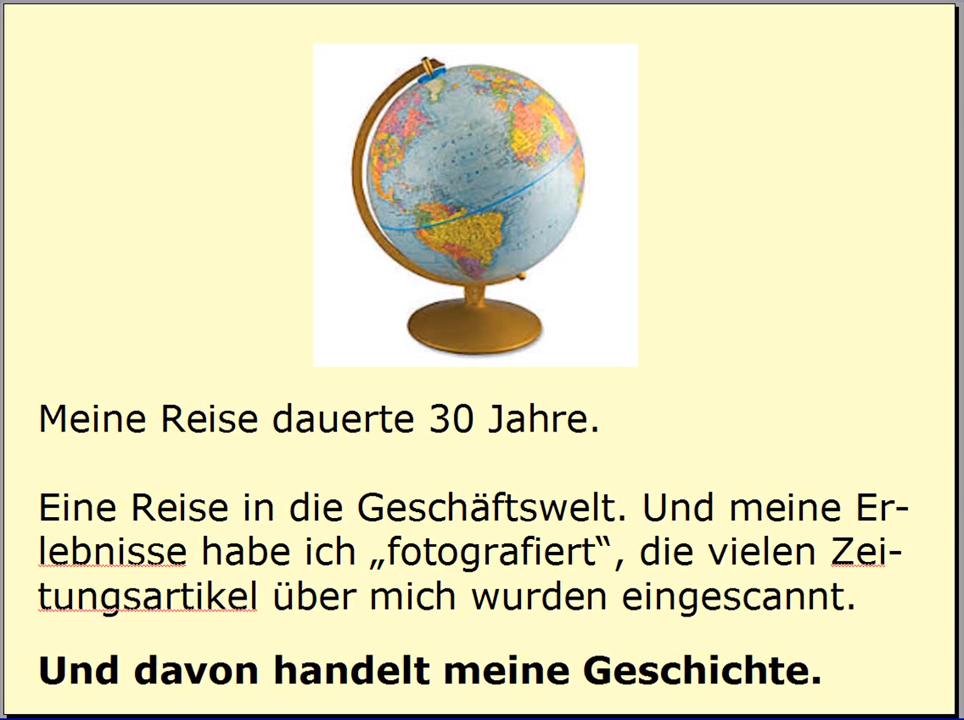 Meine Reise dauerte 30 Jahre.
Eine Reise in die Geschäftswelt. Und meine Er-
lebnisse habe ich „fotografiert“, die vielen Zei-
tungsartikel über mich wurden eingescannt.
Und davon handelt meine Geschichte.